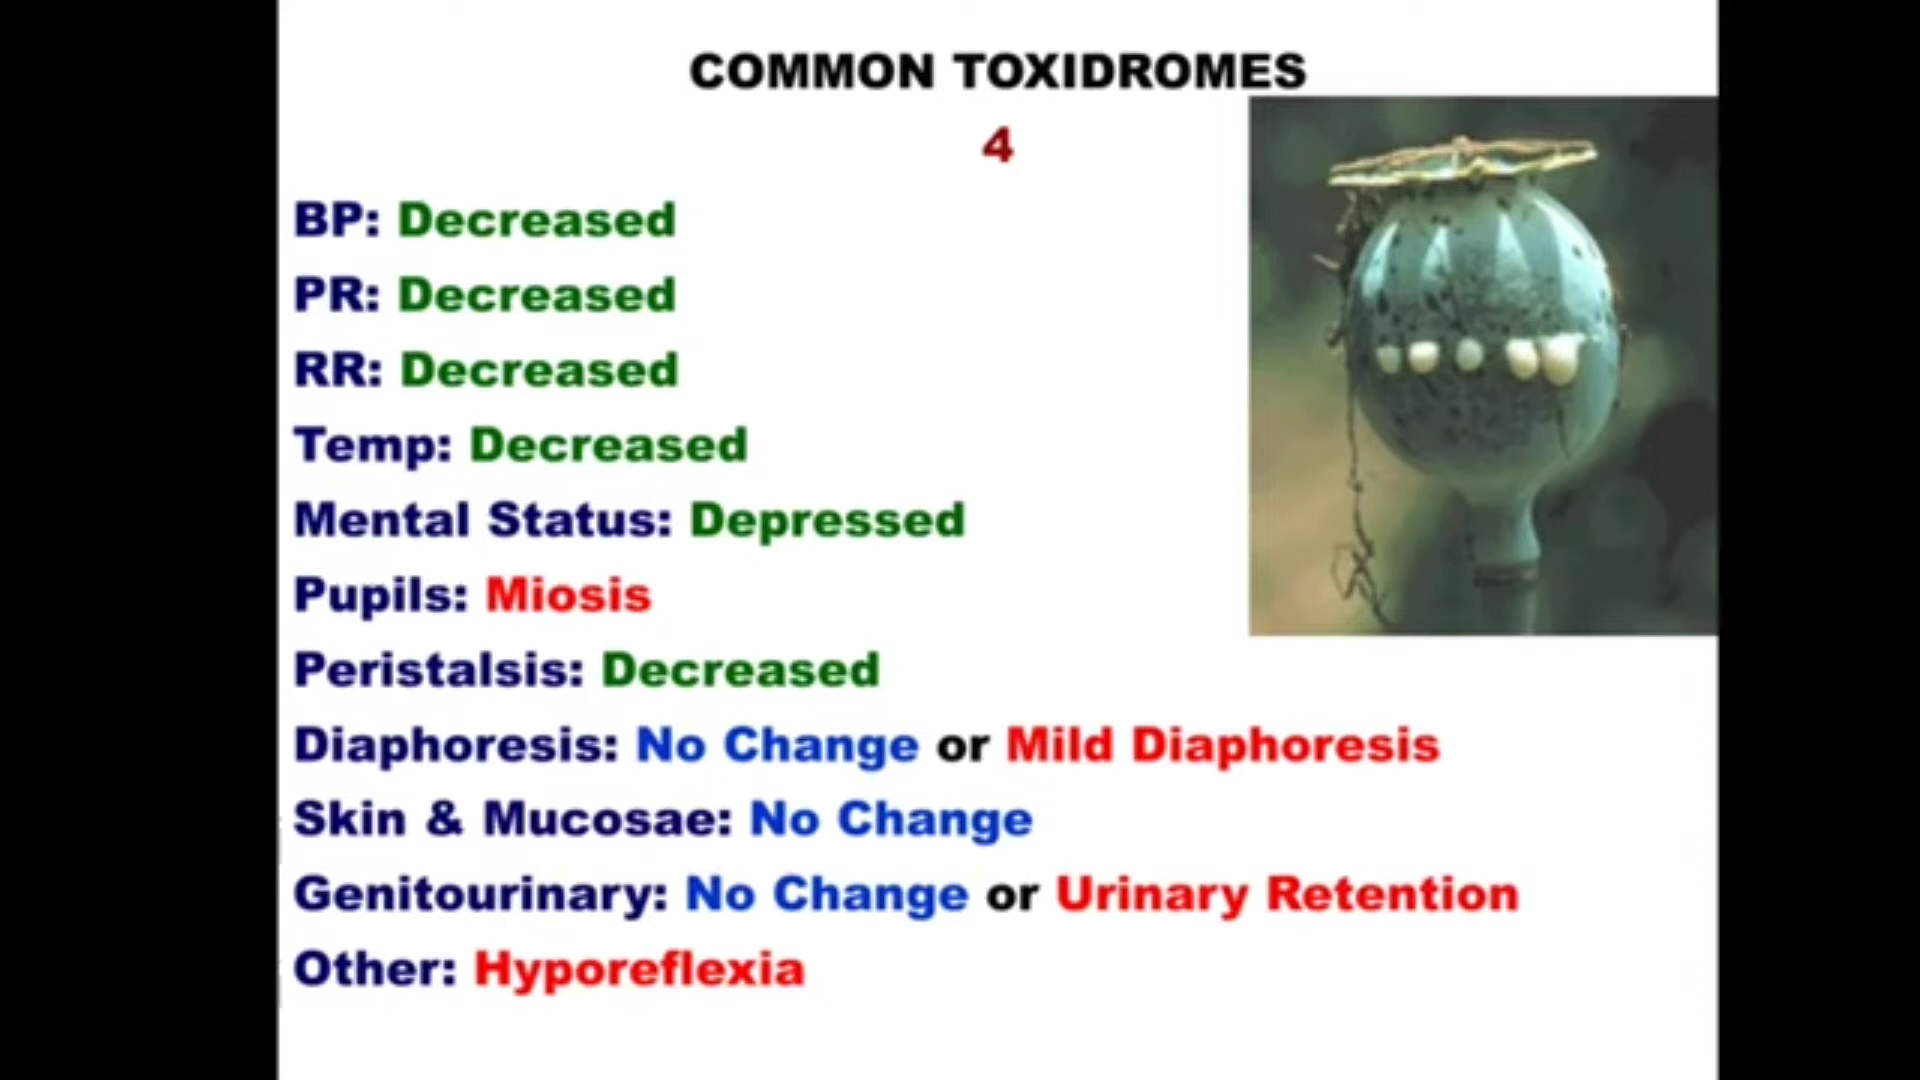 COMMON TOXIDROMES
4
BP: Decreased
PR: Decreased
RR: Decreased
Temp: Decreased
Mental Status: Depressed
Pupils: Miosis
Peristalsis: Decreased
Diaphoresis: No Change or Mild Diaphoresis
Skin & Mucosae: No Change
Genitourinary: No Change or Urinary Retention
Other: Hyporeflexia